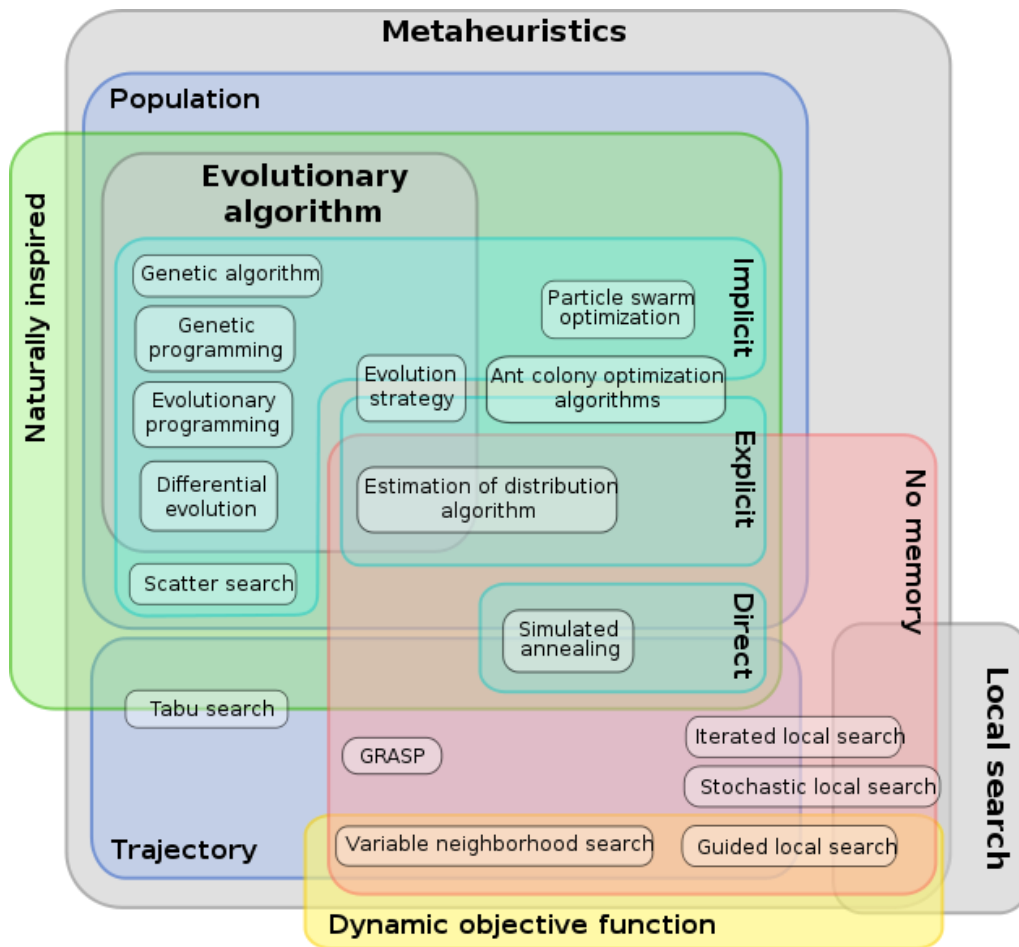 Metaheuristics
Population
Naturally inspired
Evolutionary
algorithm
Implicit
Genetic algorithm
Particle swarm
optimization
Genetic
programming
Evolution
strategy
Ant colony optimization
algorithms
Evolutionary
programming
Explicit
No memory
Differential
evolution
Estimation of distribution
algorithm
Scatter search
Direct
Simulated
annealing
Local search
Tabu search
Iterated local search
GRASP
Stochastic local search
Trajectory
Variable neighborhood search
Guided local search
Dynamic objective function